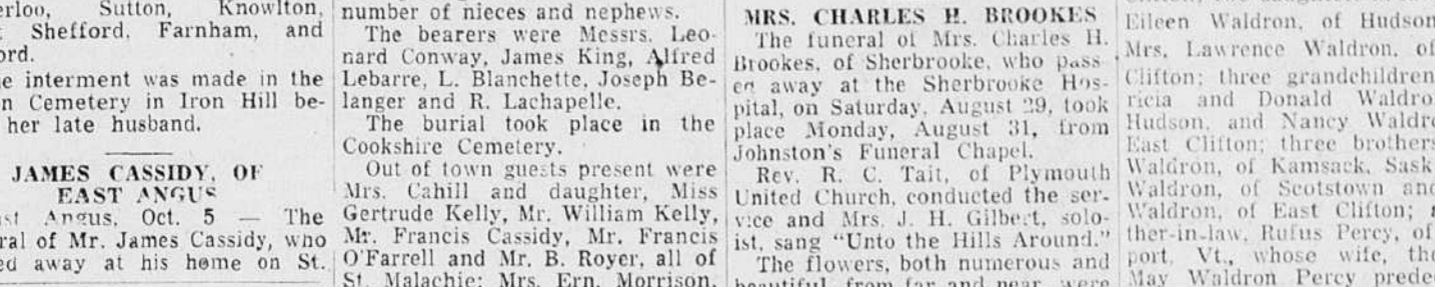 Sutton, Knowlton,
Shefford, Farnham, and
interment was made in the
Cemetery in Iron Hill be-
her late husband.
JAMES CASSIDY, OF
EAST ANGUS
Angus, Oct. 5 — The
of Mr. James Cassidy, who
away at his home on St.
number of nieces and nephews.
The bearers were Messrs. Leo-
nard Conway, James King, Alfred
Lebarre, L. Blanchette, Joseph Be-
langer and R. Lachapelle.
The burial took place in the
Cookshire Cemetery.
Out of town guests present were
Mrs. Cahill and daughter, Miss
Gertrude Kelly, Mr. William Kelly,
Mr. Francis Cassidy, Mr. Francis
O'Farrell and Mr. B. Royer, all of
St. Malachie; Mrs. Ern. Morrison,
MRS. CHARLES H. BROOKES
The funeral of Mrs. Charles H.
Brookes, of Sherbrooke, who pass-
ed away at the Sherbrooke Hos-
pital, on Saturday, August 29, took
place Monday, August 31, from
Johnston's Funeral Chapel.
Rev. R. C. Tait, of Plymouth
United Church, conducted the ser-
vice and Mrs. J. H. Gilbert, solo-
ist, sang "Unto the Hills Around."
The flowers, both numerous and
beautiful, from far and near, were
Eileen Waldron, of Hudson
Mrs. Lawrence Waldron, of
Clifton; three grandchildren
and Donald
Hudson, and Nancy
East Clifton; three brothers
Waldron, of Kamsack, Sask
Waldron, of Scotstown and
Waldron, of East Clifton;
ther-in-law, Rufus Percy, of
port, Vt., whose wife,
May Waldron Percy